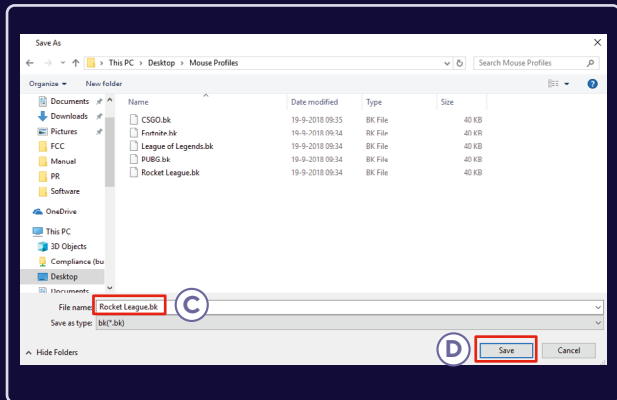 Save As
This PC > Desktop > Mouse Profiles
Search Mouse Profiles
Organize
New folder
Documents
Downloads
Pictures
FCC
Manual
PR
Software
OneDrive
This PC
3D Objects
Compliance (bu
Desktop
Documents
Name Date modified Type Size
CSGO.bk 19-9-2018 09:35 BK File 40 KB
Fortnite.bk 19-9-2018 09:34 BK File 40 KB
League of Legends.bk 19-9-2018 09:34 BK File 40 KB
PUBG.bk 19-9-2018 09:34 BK File 40 KB
Rocket League.bk 19-9-2018 09:34 BK File 40 KB
File name: Rocket League.bk
C
Save as type: bk(*.bk)
Hide Folders
D
Save
Cancel